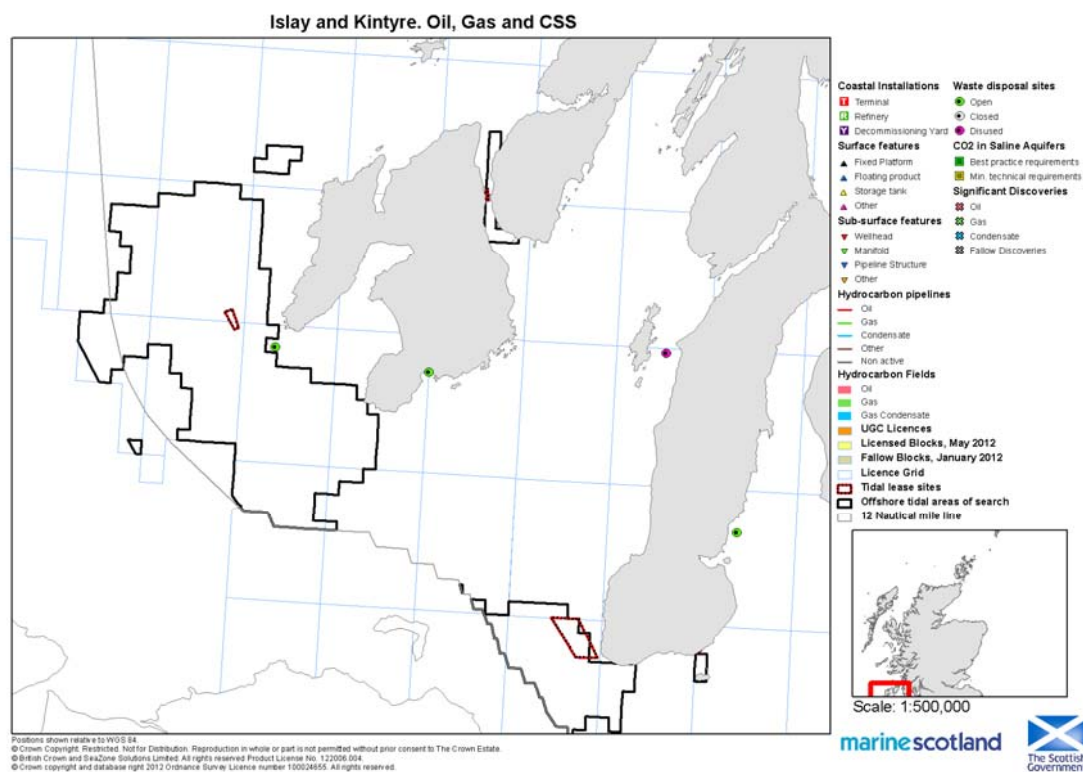 Islay and Kintyre. Oil, Gas and CSS
Coastal Installations
Terminal
Refinery
Decommissioning Yard
Surface features
Fixed Platform
Floating product
Storage tank
Other
Sub-surface features
Wellhead
Manifold
Pipeline Structure
Other
Waste disposal sites
Open
Closed
Disused
CO2 in Saline Aquifers
Best practice requirements
Min. technical requirements
Significant Discoveries
Oil
Gas
Condensate
Fallow Discoveries
Hydrocarbon pipelines
Oil
Gas
Condensate
Other
Non active
Hydrocarbon Fields
Oil
Gas
Gas Condensate
UGC Licences
Licensed Blocks, May 2012
Fallow Blocks, January 2012
Licence Grid
Tidal lease sites
Offshore tidal areas of search
12 Nautical mile line
Scale: 1:500,000
marinescotland
The Scottish
Government
Positions shown relative to WGS 84.
© Crown Copyright. Restricted. Not for Distribution. Reproduction in whole or part is not permitted without prior consent to The Crown Estate.
© British Crown and SeaZone Solutions Limited. All rights reserved Product License No. 122006.004.
© Crown copyright and database right 2012 Ordnance Survey Licence number 100024655. All rights reserved.